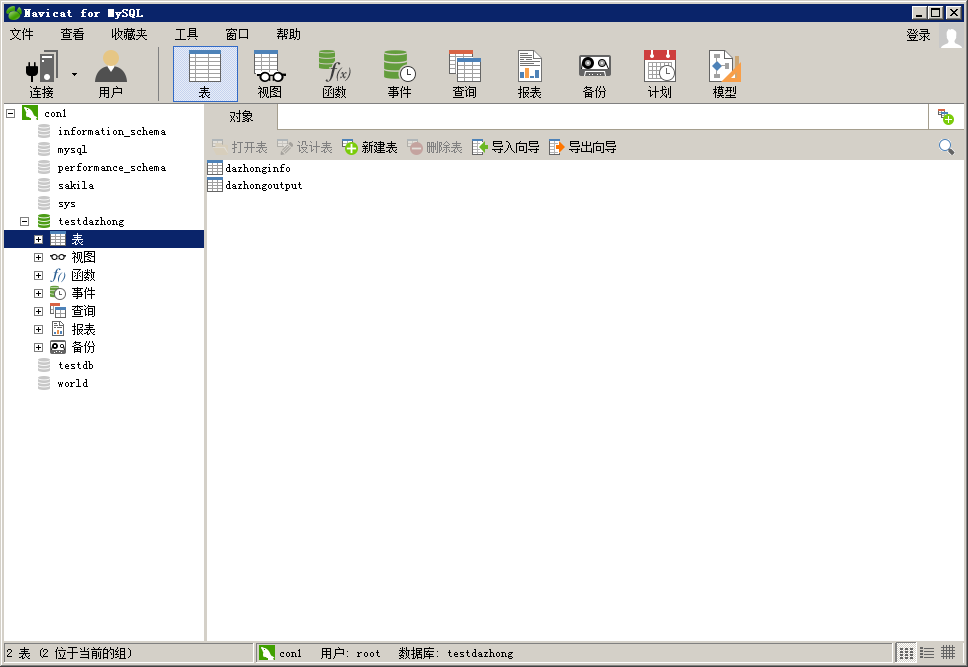 Navicat for MySQL
文件 查看 收藏夹 工具 窗口 帮助 登录
连接 用户 表 视图 函数 事件 查询 报表 备份 计划 模型
con1
information_schema
mysql
performance_schema
sakila
sys
testdazhong
表
视图
函数
事件
查询
报表
备份
testdb
world
对象
打开表 设计表 新建表 删除表 导入向导 导出向导
dazhonginfo
dazhongoutput
2 表 (2 位于当前的组) con1 用户: root 数据库: testdazhong